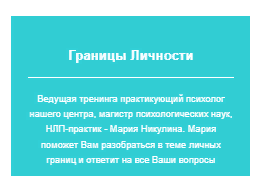 Границы Личности
Ведущая тренинга практикующий психолог
нашего центра, магистр психологических наук,
НЛП-практик - Мария Никулина. Мария
поможет Вам разобраться в теме личных
границ и ответит на все Ваши вопросы